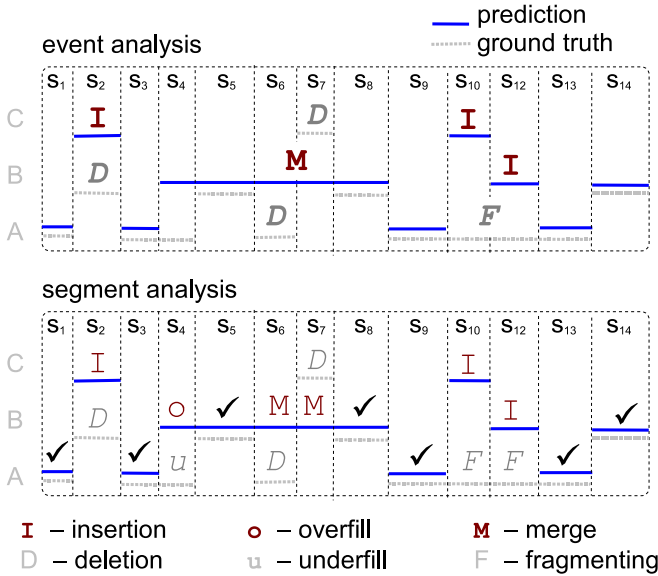 prediction
event analysis
ground truth
S1 S2 S3 S4 S5 S6 S7 S8 S9 S10 S12 S13 S14
C I D I
B D M I
A D F
segment analysis
S1 S2 S3 S4 S5 S6 S7 S8 S9 S10 S12 S13 S14
C I D I
B D o ✓ M M ✓ I ✓
A ✓ ✓ u D ✓ F F ✓
I – insertion o – overfill M – merge
D – deletion u – underfill F – fragmenting